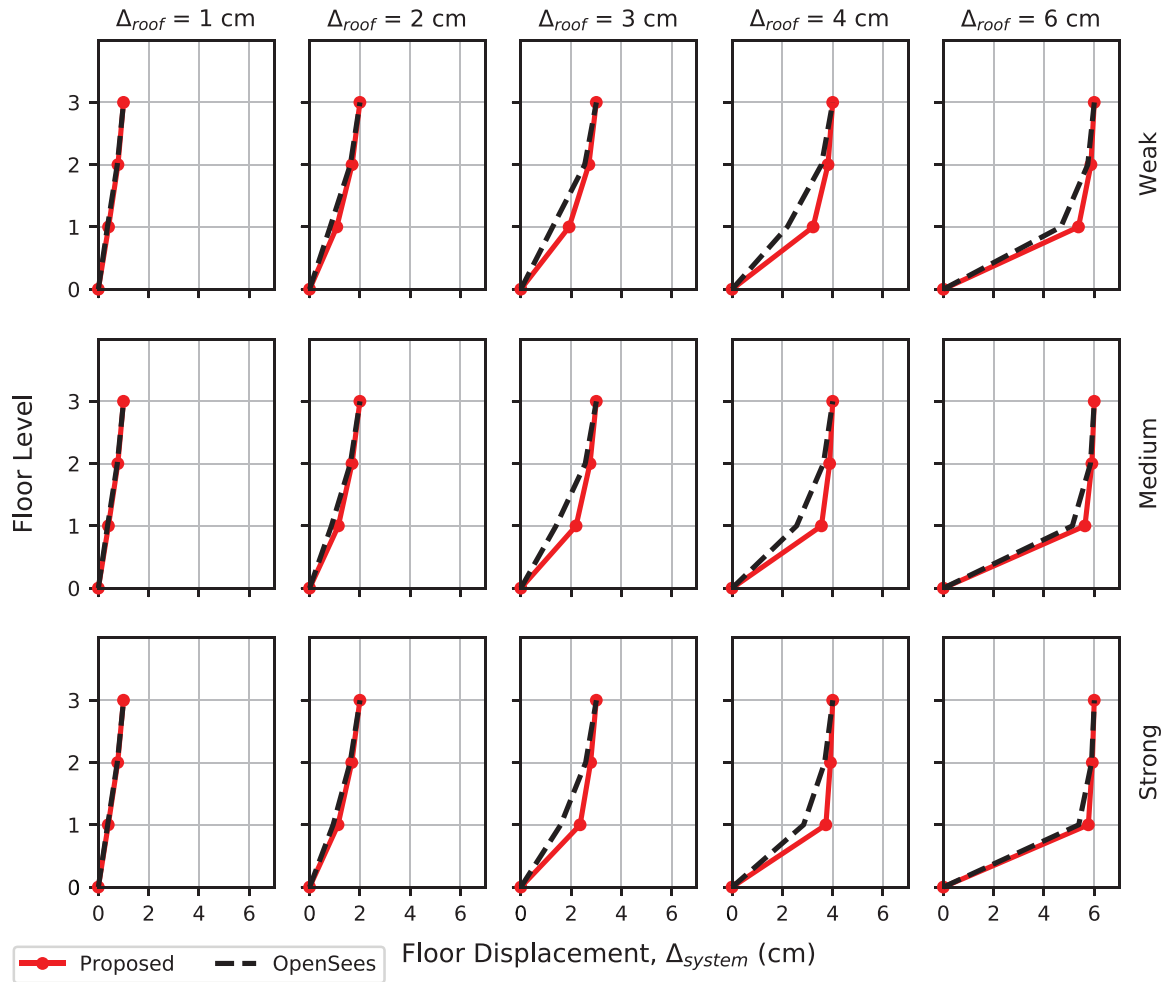 Δroof = 1 cm Δroof = 2 cm Δroof = 3 cm Δroof = 4 cm Δroof = 6 cm
3
2
1
0
Weak
3
2
1
0
Medium
Floor Level
3
2
1
0
Strong
0 2 4 6 0 2 4 6 0 2 4 6 0 2 4 6 0 2 4 6
Floor Displacement, Δsystem (cm)
Proposed OpenSees